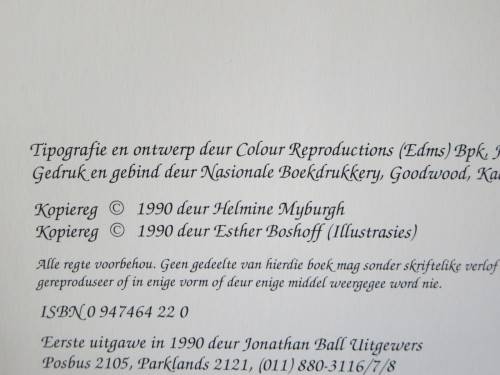 Tipografie en ontwerp deur Colour Reproductions (Edms) Bpk,
Gedruk en gebind deur Nasionale Boekdrukkery, Goodwood,
Kopiereg © 1990 deur Helmine Myburgh
Kopiereg © 1990 deur Esther Boshoff (Illustrasies)
Alle regte voorbehou. Geen gedeelte van hierdie boek mag sonder skriftelike verlof
gereproduseer of in enige vorm of deur enige middel weergegee word nie.
ISBN 0 947464 22 0
Eerste uitgawe in 1990 deur Jonathan Ball Uitgewers
Posbus 2105, Parklands 2121, (011) 880-3116/7/8